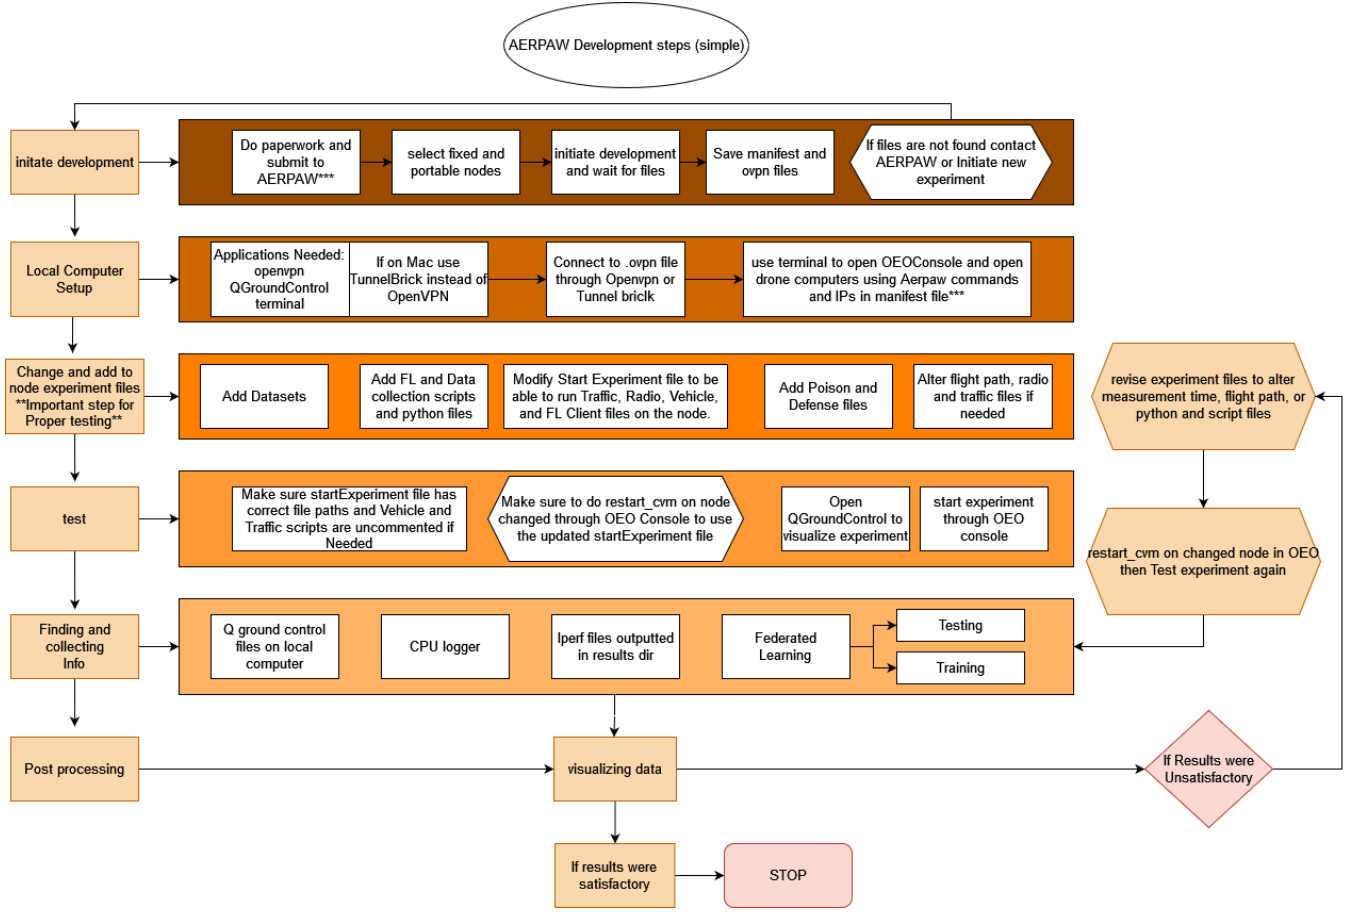 AERPAW Development steps (simple)
initate development
Do paperwork and
submit to
AERPAW***
select fixed and
portable nodes
initiate development
and wait for files
Save manifest and
ovpn files
If files are not found contact
AERPAW or Initiate new
experiment
Local Computer
Setup
Applications Needed:
openvpn
QGroundControl
terminal
If on Mac use
TunnelBrick instead of
OpenVPN
Connect to .ovpn file
through Openvpn or
Tunnel briclk
use terminal to open OEOConsole and open
drone computers using Aerpaw commands
and IPs in manifest file***
Change and add to
node experiment files
**Important step for
Proper testing**
Add Datasets
Add FL and Data
collection scripts
and python files
Modify Start Experiment file to be
able to run Traffic, Radio, Vehicle,
and FL Client files on the node.
Add Poison and
Defense files
Alter flight path, radio
and traffic files if
needed
revise experiment files to alter
measurement time, flight path, or
python and script files
test
Make sure startExperiment file has
correct file paths and Vehicle and
Traffic scripts are uncommented if
Needed
Make sure to do restart_cvm on node
changed through OEO Console to use
the updated startExperiment file
Open
QGroundControl to
visualize experiment
start experiment
through OEO
console
restart_cvm on changed node in OEO
then Test experiment again
Finding and
collecting
Info
Q ground control
files on local
computer
CPU logger
Iperf files outputted
in results dir
Federated
Learning
Testing
Training
Post processing
visualizing data
If Results were
Unsatisfactory
If results were
satisfactory
STOP